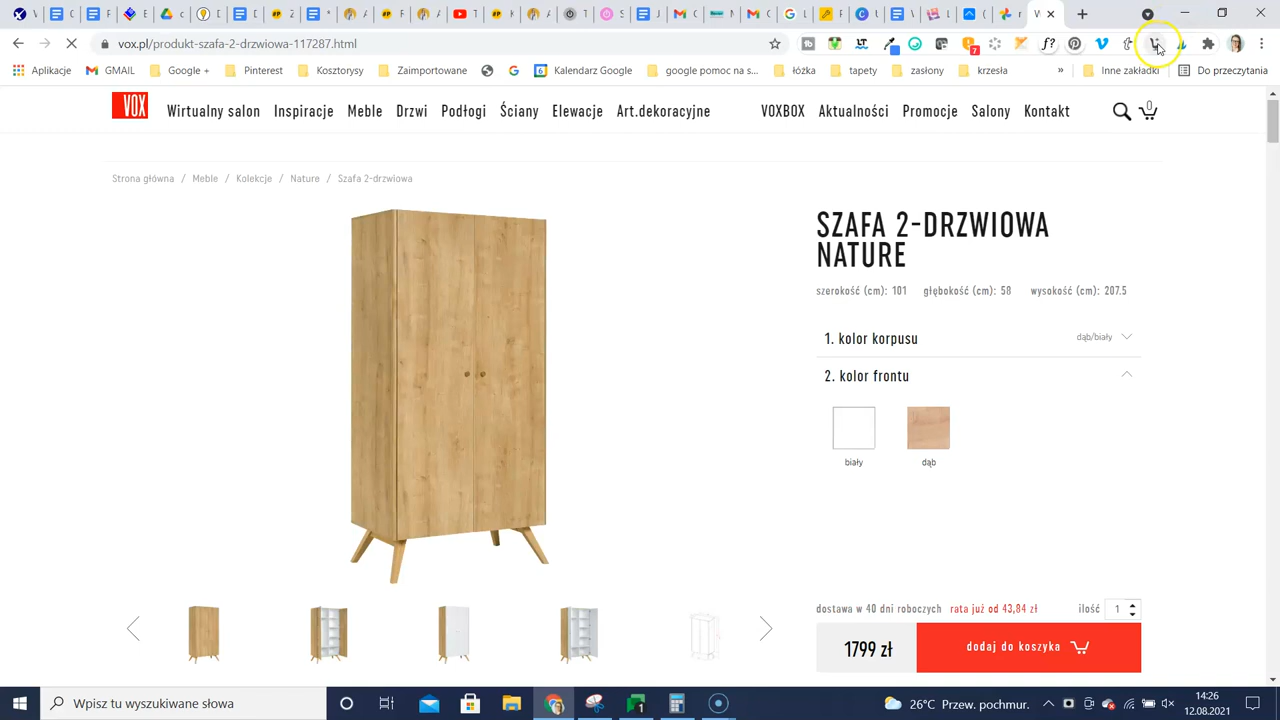 W
vox.pl/produkt-szafa-2-drzwiowa-117287.html
7
Aplikacje
GMAIL
Google +
Pinterest
Kosztorysy
Zaimportowane
Kalendarz Google
google pomoc na s...
łóżka
tapety
zasłony
krzesła
»
Inne zakładki
Do przeczytania
VOX
Wirtualny salon
Inspiracje
Meble
Drzwi
Podłogi
Ściany
Elewacje
Art.dekoracyjne
VOXBOX
Aktualności
Promocje
Salony
Kontakt
0
Strona główna / Meble / Kolekcje / Nature / Szafa 2-drzwiowa
SZAFA 2-DRZWIOWA
NATURE
szerokość (cm): 101 głębokość (cm): 58 wysokość (cm): 207.5
1. kolor korpusu dąb/biały
2. kolor frontu
biały dąb
dostawa w 40 dni roboczych rata już od 43,84 zł ilość 1
1799 zł dodaj do koszyka
Wpisz tu wyszukiwane słowa
26°C Przew. pochmur.
14:26
12.08.2021